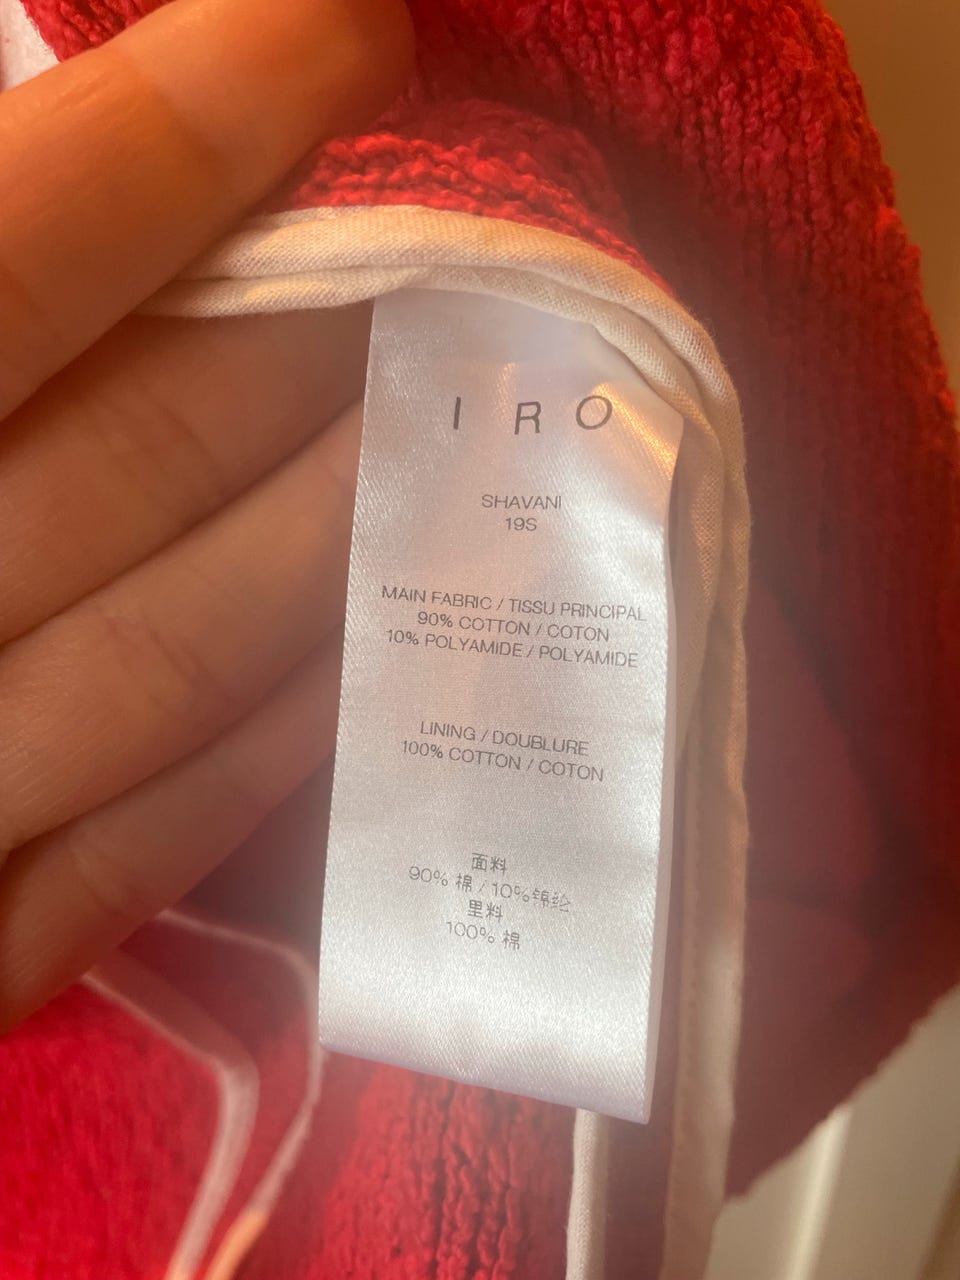 I R O
SHAVANI
19S
MAIN FABRIC / TISSU PRINCIPAL
90% COTTON / COTON
10% POLYAMIDE / POLYAMIDE
LINING / DOUBLURE
100% COTTON / COTON
面料
90% 棉 / 10%锦纶
里料
100% 棉